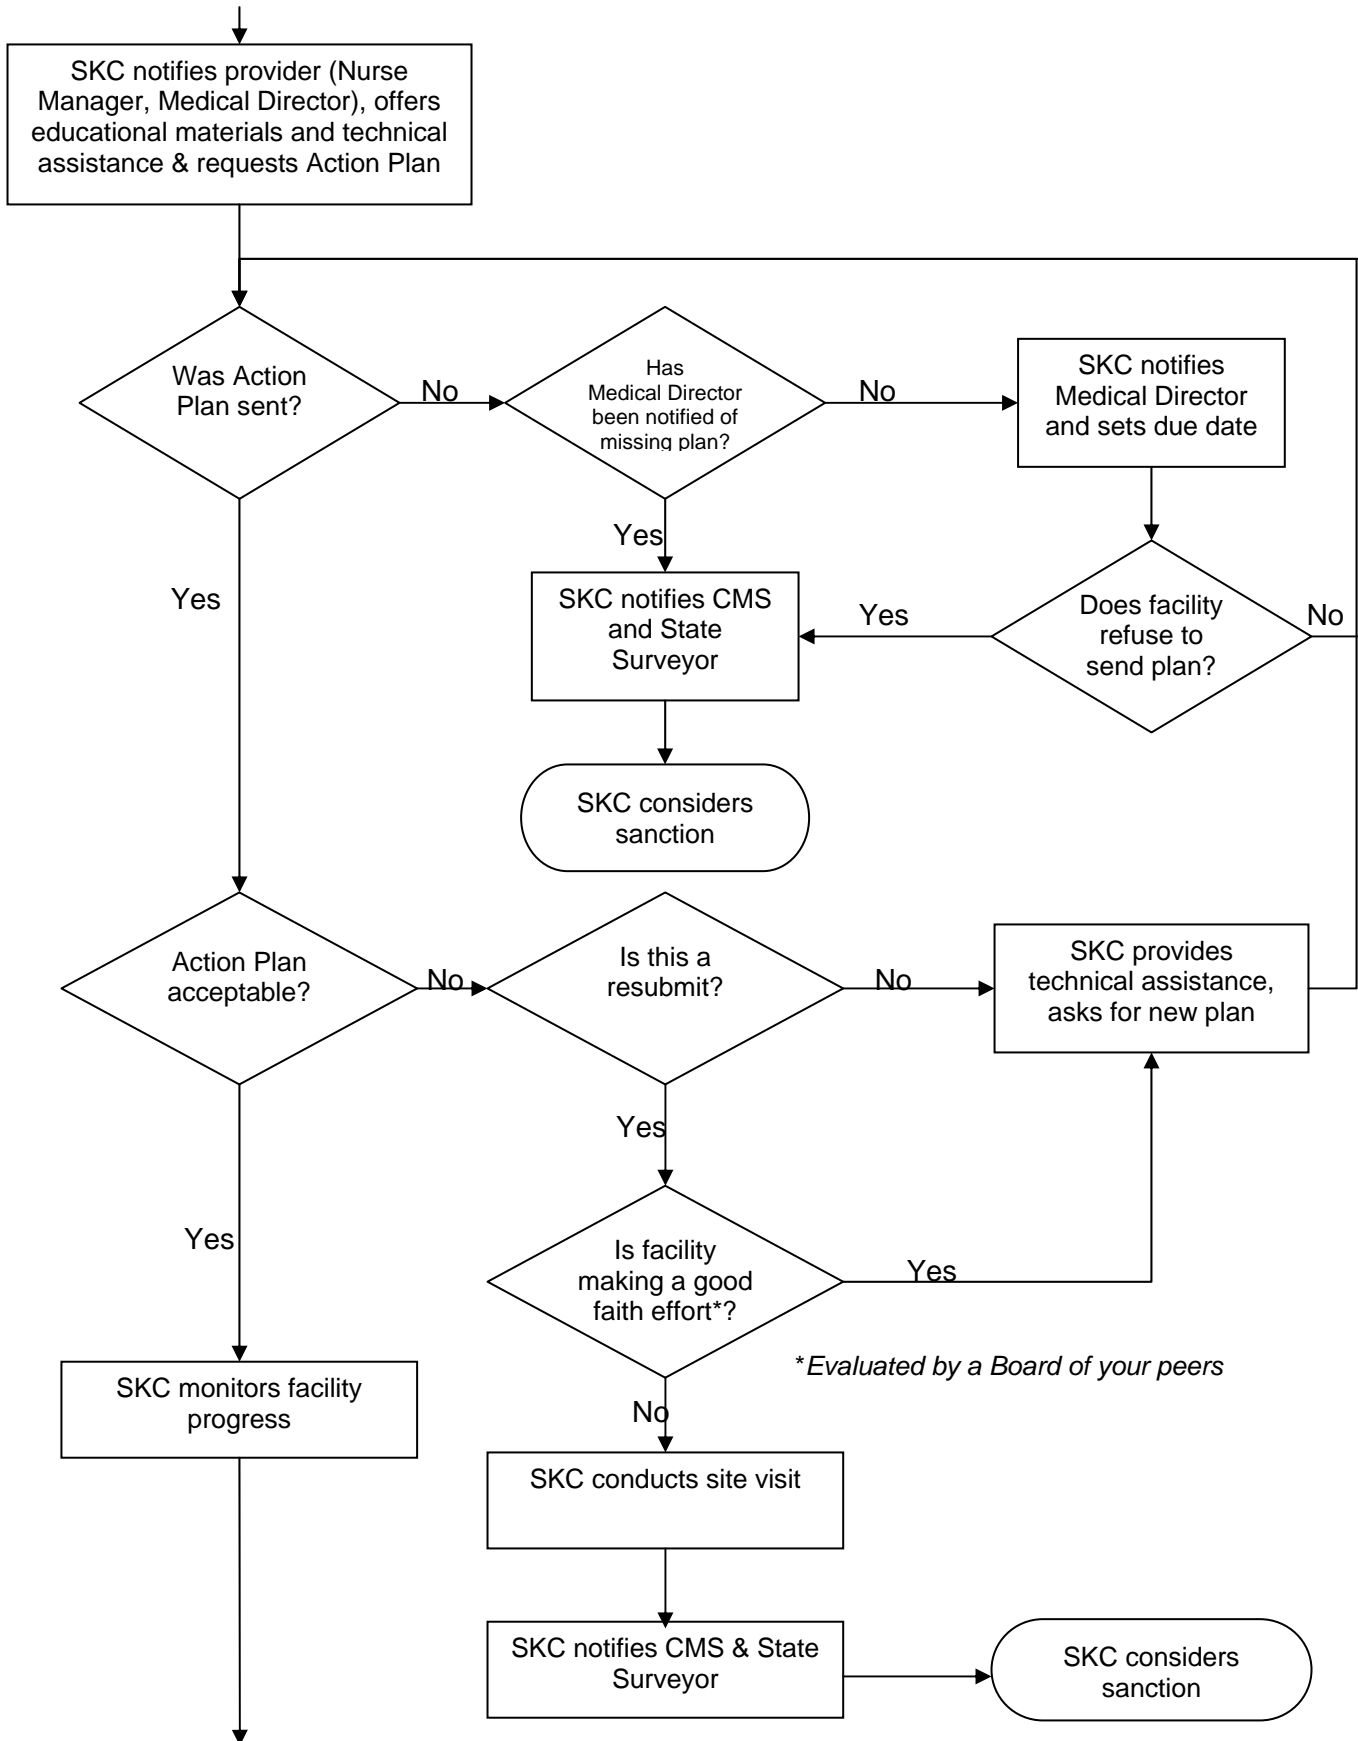 SKC notifies provider (Nurse
Manager, Medical Director), offers
educational materials and technical
assistance & requests Action Plan
Was Action
Plan sent?
No
Has
Medical Director
been notified of
missing plan?
No
SKC notifies
Medical Director
and sets due date
Yes
Yes
SKC notifies CMS
and State
Surveyor
Yes
Does facility
refuse to
send plan?
No
SKC considers
sanction
Action Plan
acceptable?
No
Is this a
resubmit?
No
SKC provides
technical assistance,
asks for new plan
Yes
Yes
Is facility
making a good
faith effort*?
Yes
*Evaluated by a Board of your peers
SKC monitors facility
progress
No
SKC conducts site visit
SKC notifies CMS & State
Surveyor
SKC considers
sanction